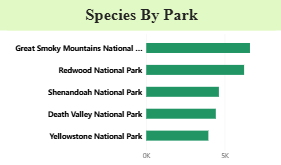 Species By Park
Great Smoky Mountains National ...
Redwood National Park
Shenandoah National Park
Death Valley National Park
Yellowstone National Park
0K 5K